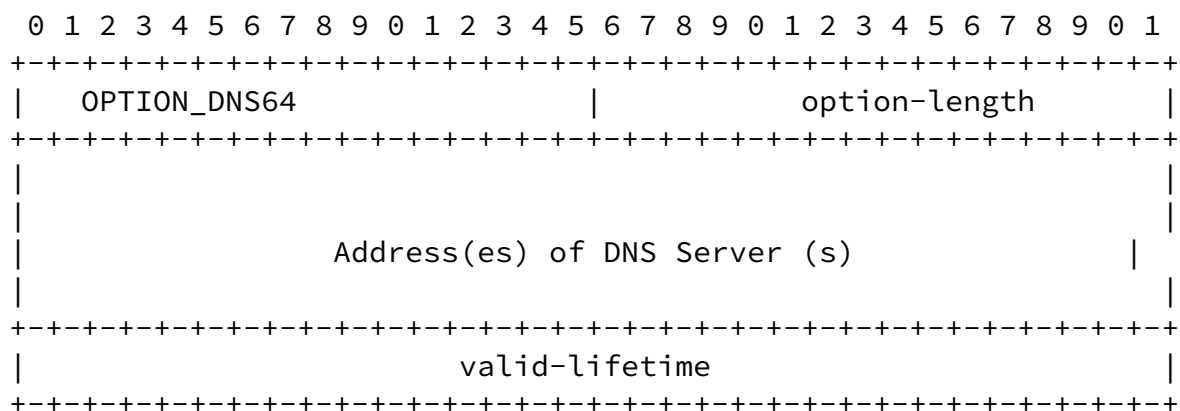 0 1 2 3 4 5 6 7 8 9 0 1 2 3 4 5 6 7 8 9 0 1 2 3 4 5 6 7 8 9 0 1
+-+-+-+-+-+-+-+-+-+-+-+-+-+-+-+-+-+-+-+-+-+-+-+-+-+-+-+-+-+-+-+-+
|   OPTION_DNS64                |           option-length       |
+-+-+-+-+-+-+-+-+-+-+-+-+-+-+-+-+-+-+-+-+-+-+-+-+-+-+-+-+-+-+-+-+
|                                                               |
|                                                               |
|                 Address(es) of DNS Server (s)               |
|                                                               |
+-+-+-+-+-+-+-+-+-+-+-+-+-+-+-+-+-+-+-+-+-+-+-+-+-+-+-+-+-+-+-+-+
|                        valid-lifetime                         |
+-+-+-+-+-+-+-+-+-+-+-+-+-+-+-+-+-+-+-+-+-+-+-+-+-+-+-+-+-+-+-+-+